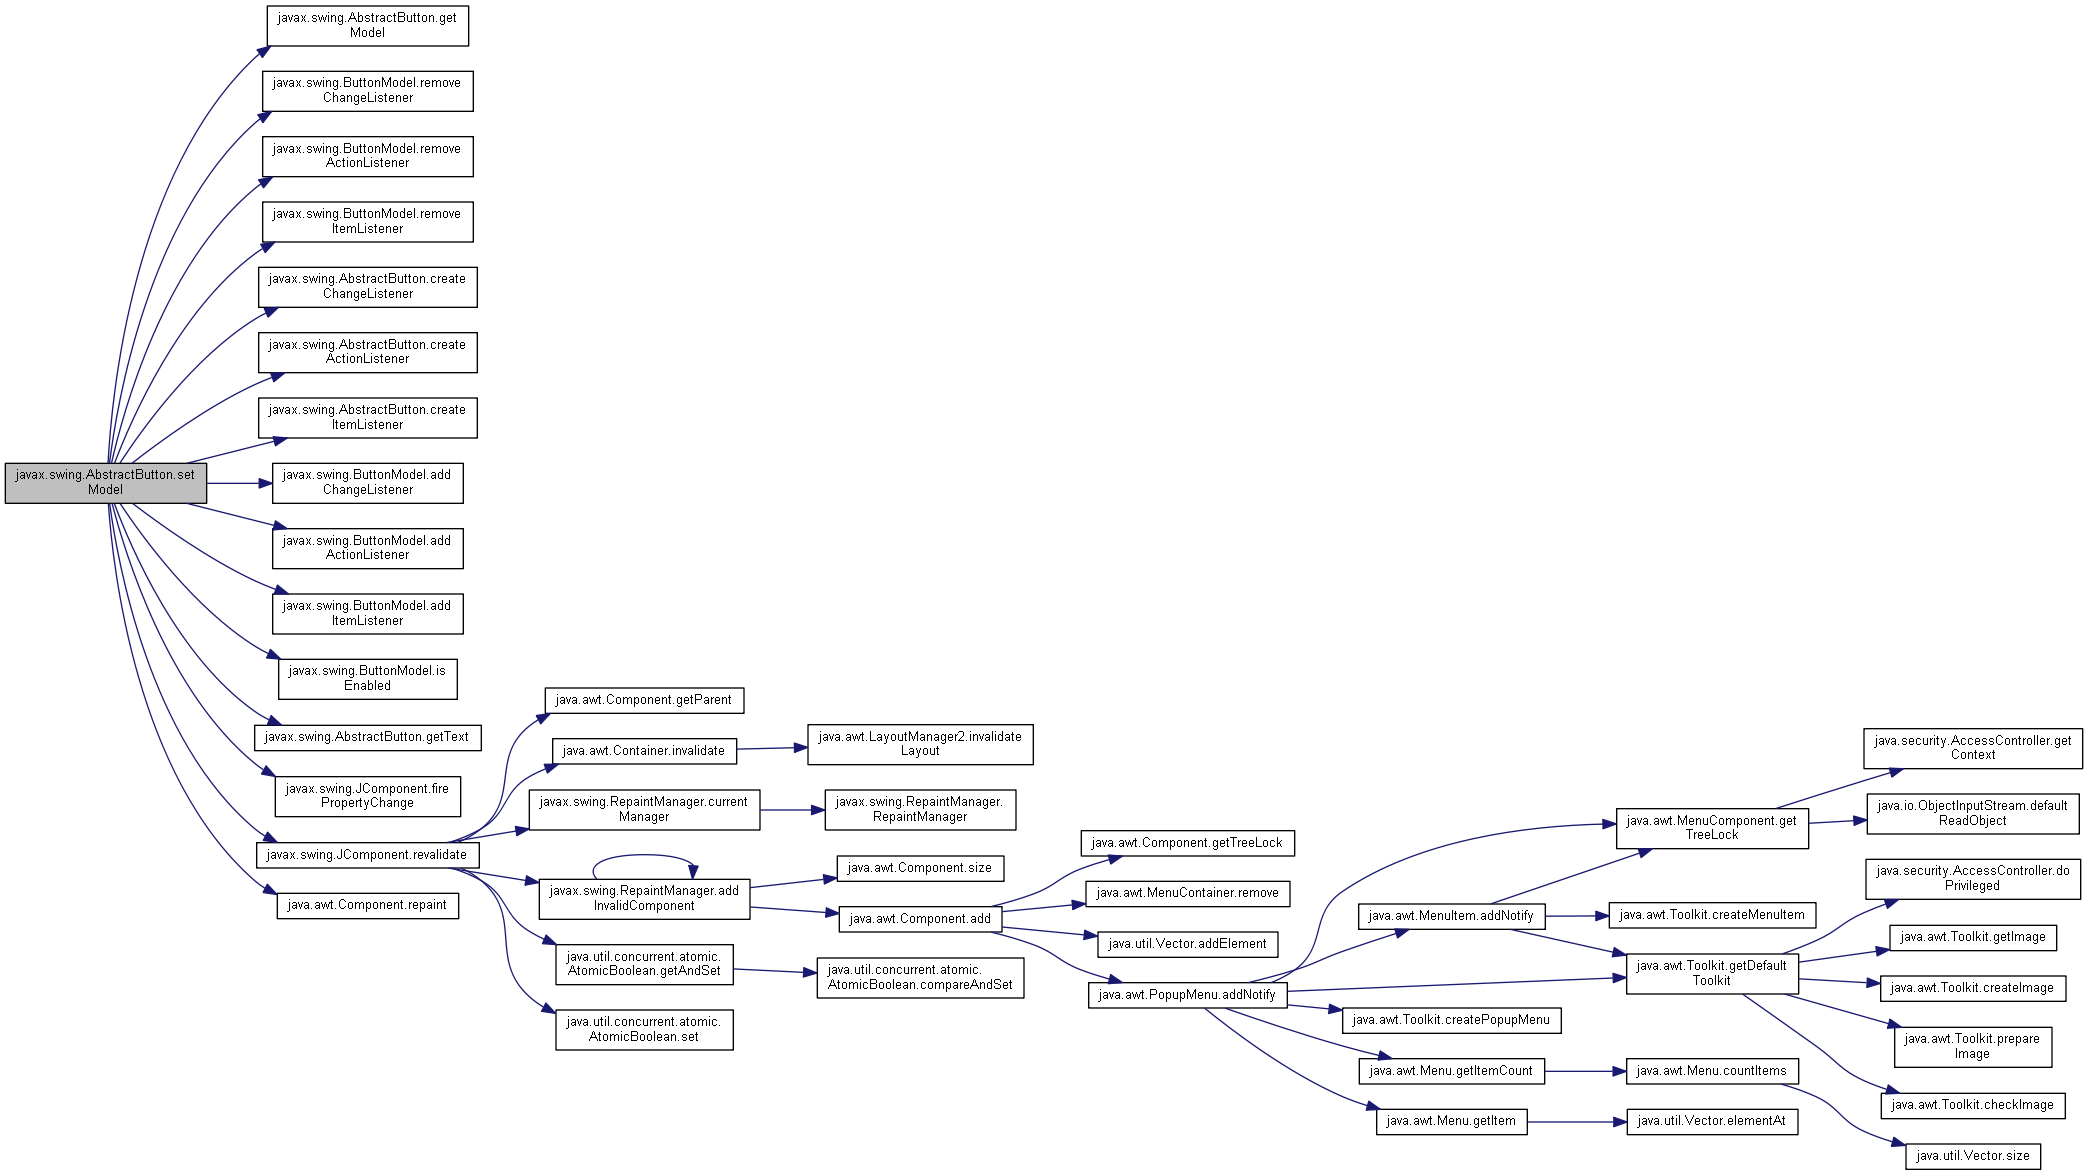 javax.swing.AbstractButton.set
Model
javax.swing.AbstractButton.get
Model
javax.swing.ButtonModel.remove
ChangeListener
javax.swing.ButtonModel.remove
ActionListener
javax.swing.ButtonModel.remove
ItemListener
javax.swing.AbstractButton.create
ChangeListener
javax.swing.AbstractButton.create
ActionListener
javax.swing.AbstractButton.create
ItemListener
javax.swing.ButtonModel.add
ChangeListener
javax.swing.ButtonModel.add
ActionListener
javax.swing.ButtonModel.add
ItemListener
javax.swing.ButtonModel.is
Enabled
javax.swing.AbstractButton.getText
javax.swing.JComponent.fire
PropertyChange
javax.swing.JComponent.revalidate
java.awt.Component.repaint
java.awt.Component.getParent
java.awt.Container.invalidate
javax.swing.RepaintManager.current
Manager
javax.swing.RepaintManager.add
InvalidComponent
java.util.concurrent.atomic.
AtomicBoolean.getAndSet
java.util.concurrent.atomic.
AtomicBoolean.set
java.awt.LayoutManager2.invalidate
Layout
javax.swing.RepaintManager.
RepaintManager
java.awt.Component.size
java.awt.Component.add
java.util.concurrent.atomic.
AtomicBoolean.compareAndSet
java.awt.Component.getTreeLock
java.awt.MenuContainer.remove
java.util.Vector.addElement
java.awt.PopupMenu.addNotify
java.awt.MenuItem.addNotify
java.awt.Toolkit.createPopupMenu
java.awt.Menu.getItemCount
java.awt.Menu.getItem
java.awt.MenuComponent.get
TreeLock
java.awt.Toolkit.createMenuItem
java.awt.Toolkit.getDefault
Toolkit
java.awt.Menu.countItems
java.util.Vector.elementAt
java.security.AccessController.get
Context
java.io.ObjectInputStream.default
ReadObject
java.security.AccessController.do
Privileged
java.awt.Toolkit.getImage
java.awt.Toolkit.createImage
java.awt.Toolkit.prepare
Image
java.awt.Toolkit.checkImage
java.util.Vector.size